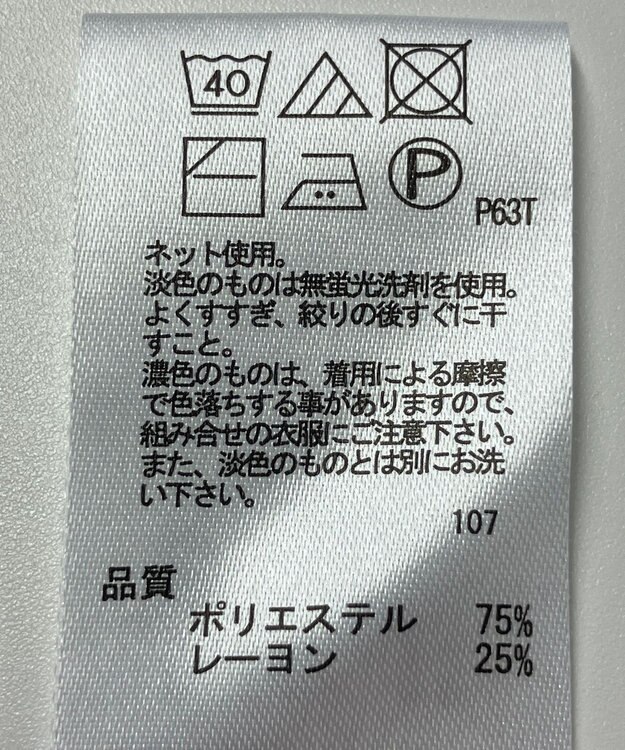 40
P
P63T
ネット使用。
淡色のものは無蛍光洗剤を使用。
よくすすぎ、絞りの後すぐに干
すこと。
濃色のものは、着用による摩擦
で色落ちする事がありますので、
組み合せの衣服にご注意下さい。
また、淡色のものとは別にお洗
い下さい。
107
品質
ポリエステル 75%
レーヨン 25%